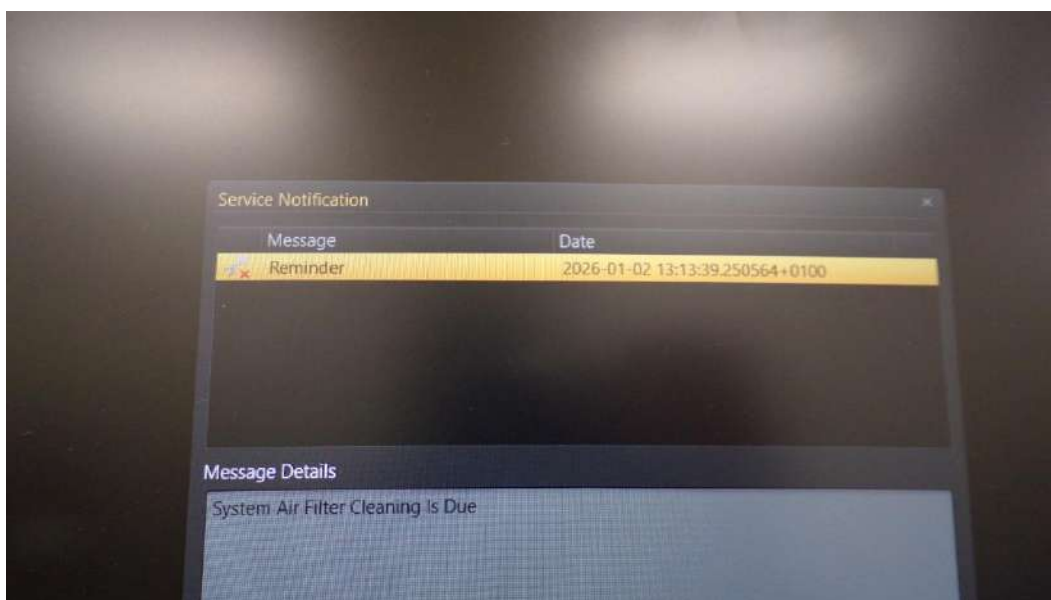 Service Notification
Message Date
Reminder 2026-01-02 13:13:39.250564+0100
Message Details
System Air Filter Cleaning Is Due